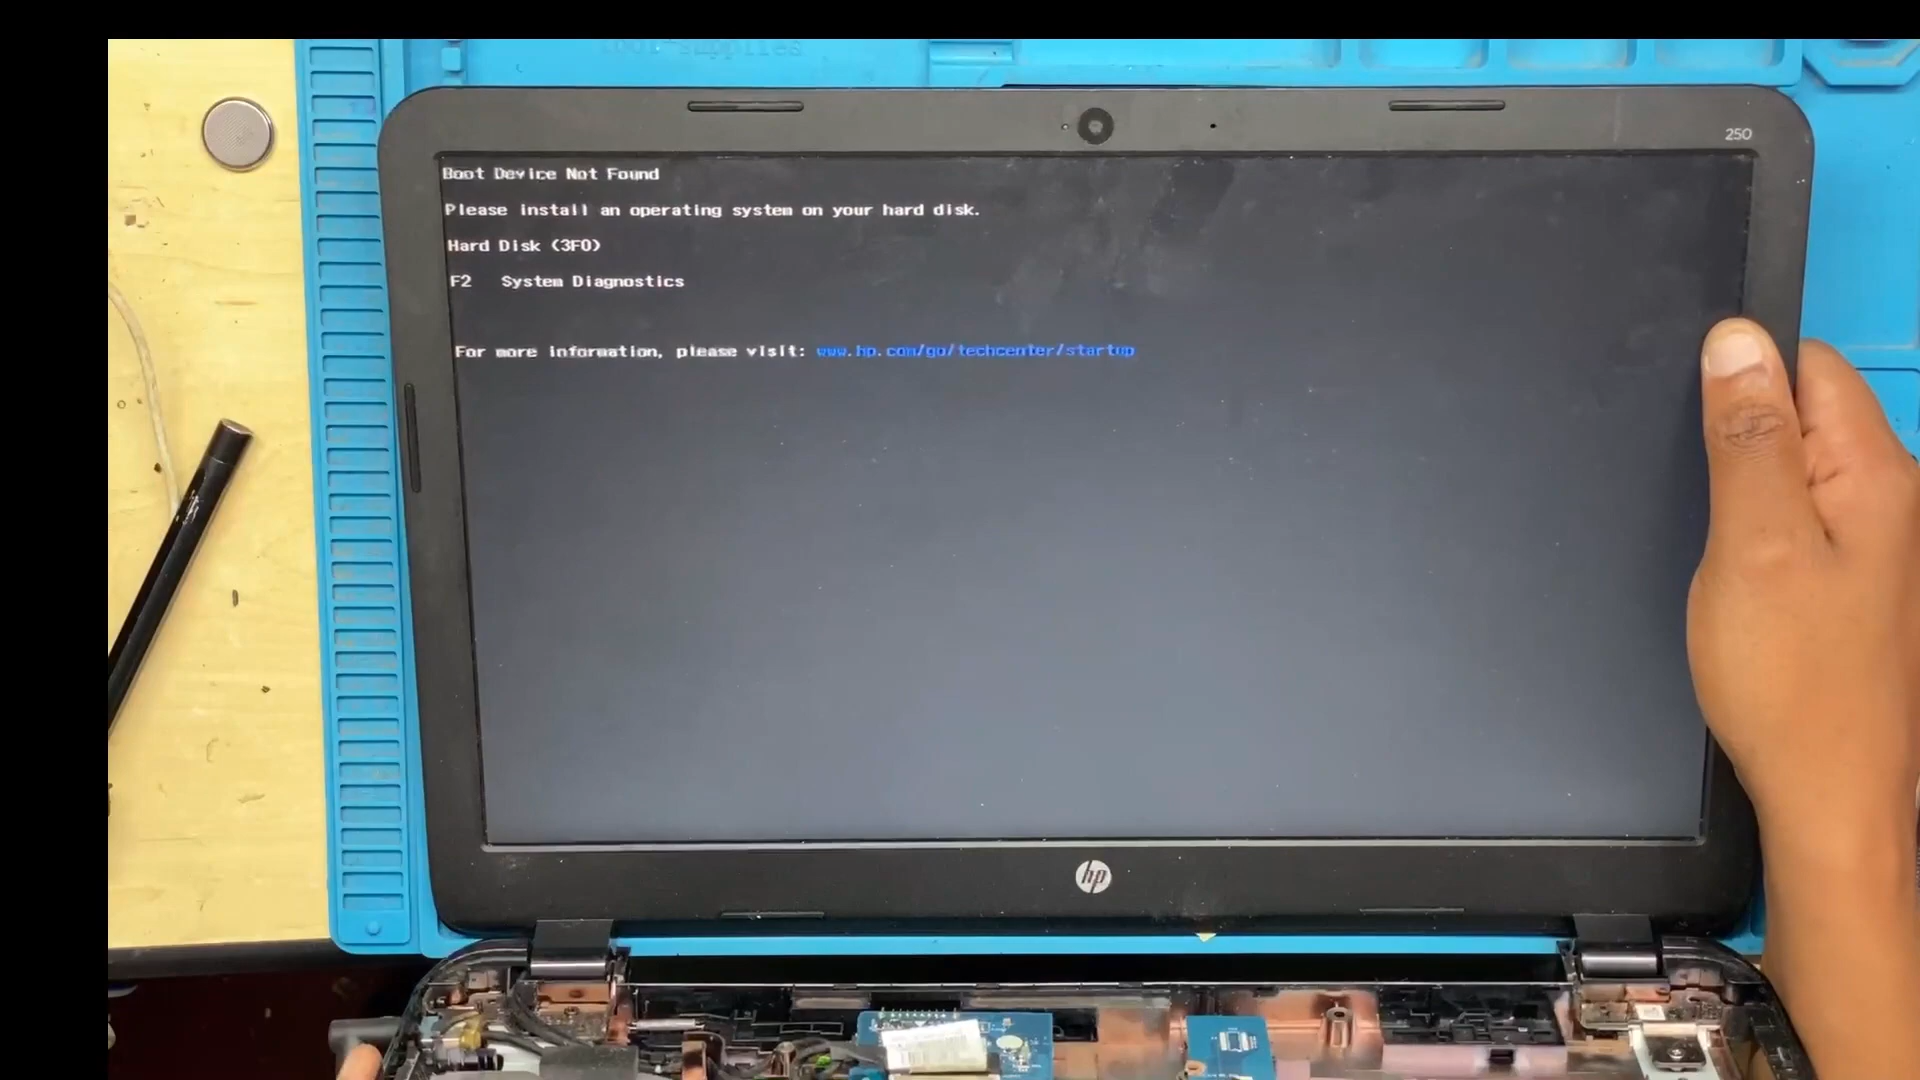 250
Boot Device Not Found
Please install an operating system on your hard disk.
Hard Disk (3F0)
F2 System Diagnostics
For more information, please visit: www.hp.com/go/techcenter/startup
hp